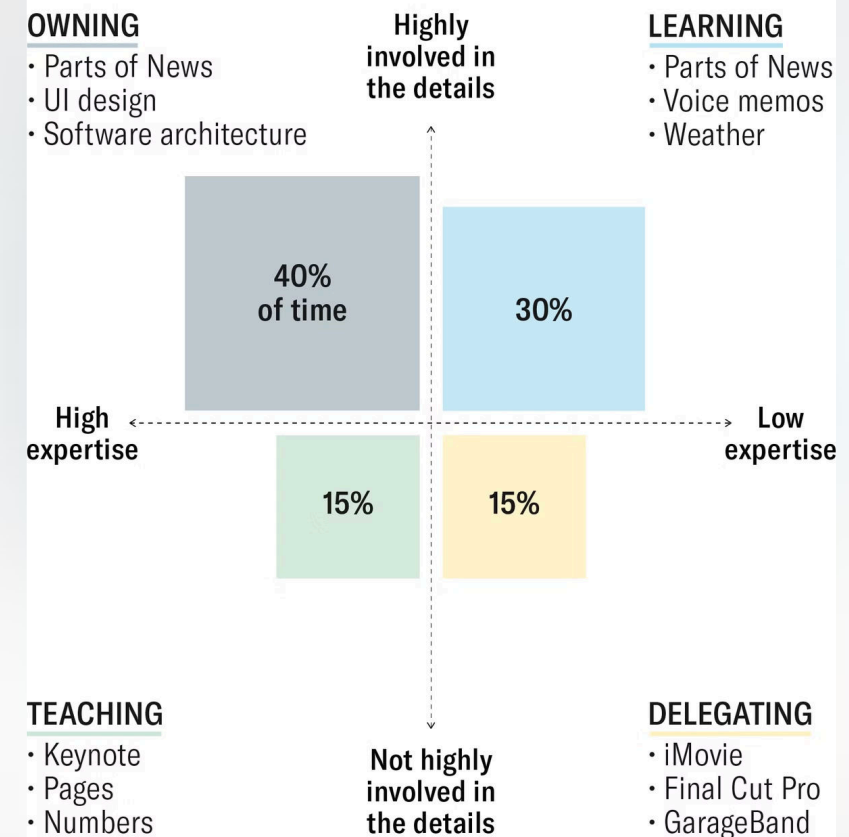 OWNING
· Parts of News
· UI design
· Software architecture
Highly
involved in
the details
LEARNING
· Parts of News
· Voice memos
· Weather
40%
of time
30%
High
expertise
Low
expertise
15%
15%
TEACHING
· Keynote
· Pages
· Numbers
Not highly
involved in
the details
DELEGATING
· iMovie
· Final Cut Pro
· GarageBand